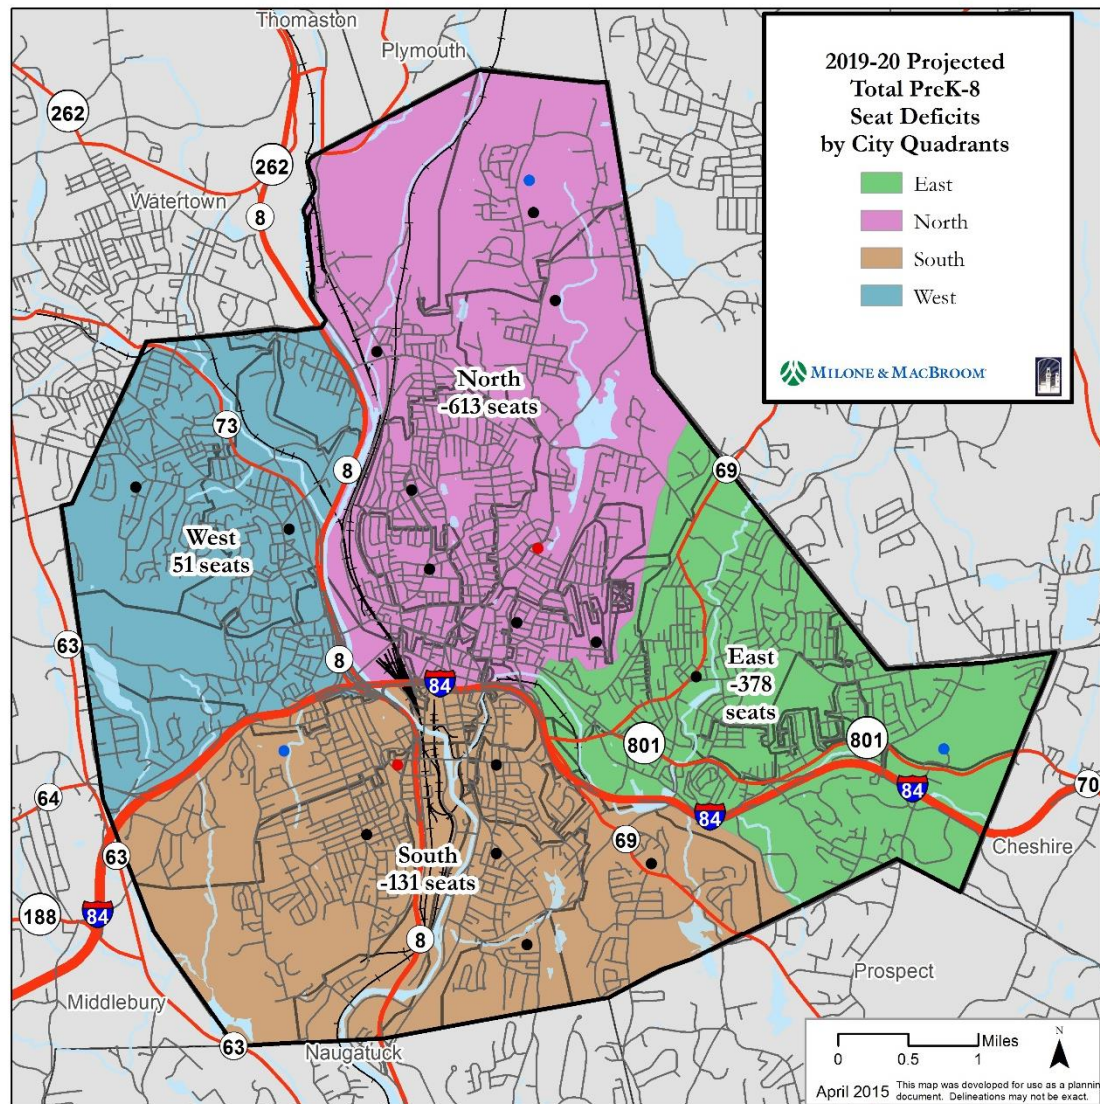 Thomaston
Plymouth
262
262
Watertown
8
2019-20 Projected
Total PreK-8
Seat Deficits
by City Quadrants
East
North
South
West
MILONE & MACBROOM
North
-613 seats
73
8
69
West
51 seats
63
8
84
East
-378
seats
801
801
84
84
70
Cheshire
64
63
69
South
-131 seats
188
84
8
Prospect
Middlebury
63
Naugatuck
0 0.5 1 Miles
N
April 2015
This map was developed for use as a plannin
document. Delineations may not be exact.